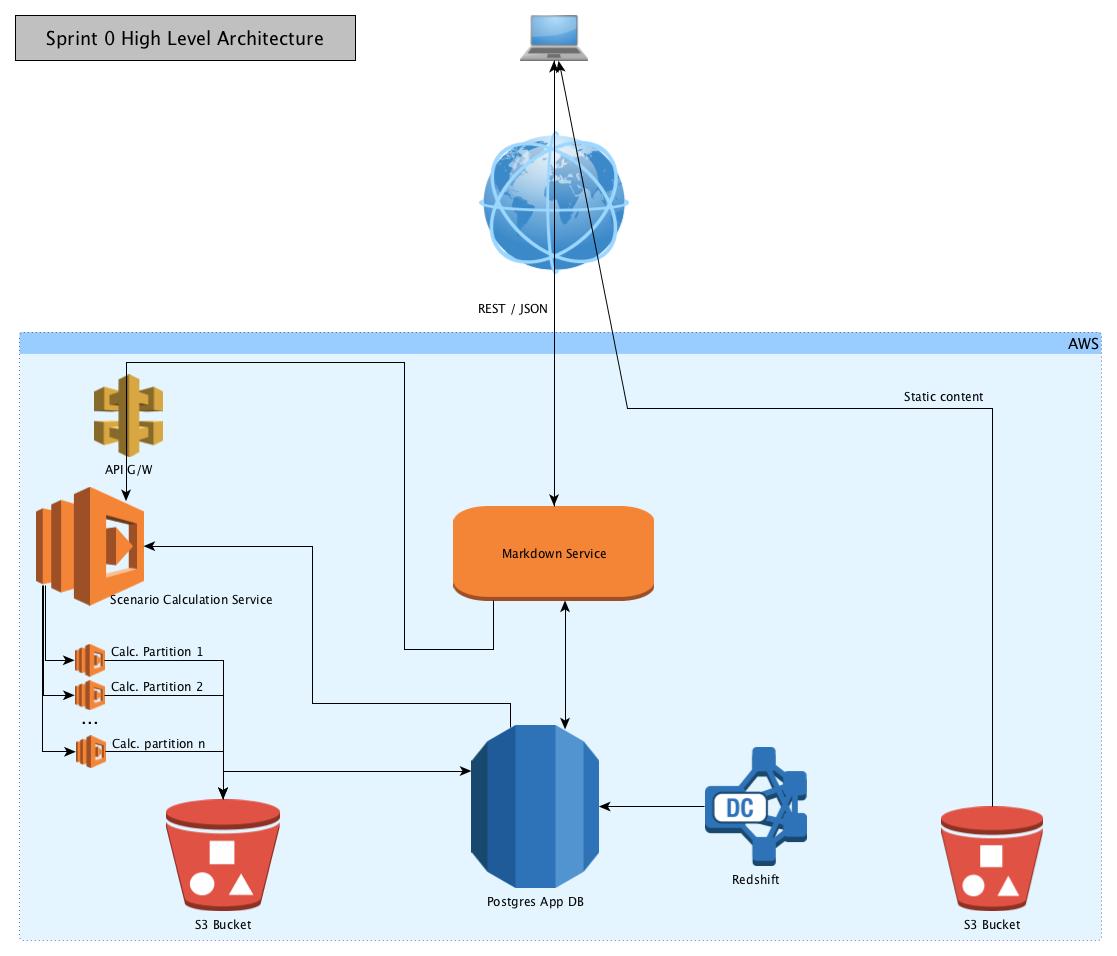 Sprint 0 High Level Architecture
REST / JSON
AWS
Static content
API G/W
Markdown Service
Scenario Calculation Service
Calc. Partition 1
Calc. Partition 2
...
Calc. partition n
DC
Redshift
Postgres App DB
S3 Bucket
S3 Bucket